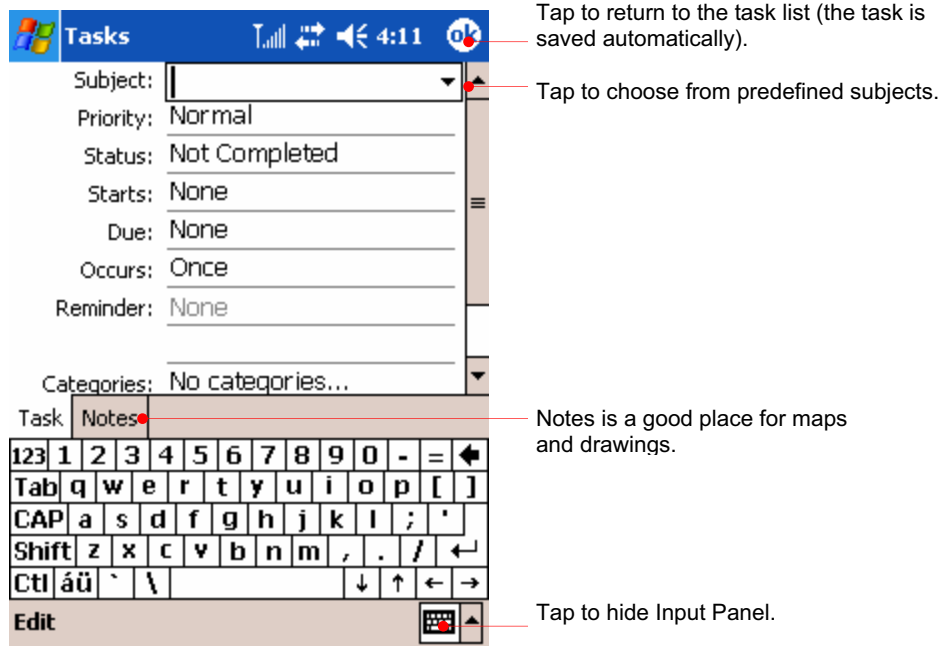 Tasks 4:11 ok
Tap to return to the task list (the task is
saved automatically).
Subject:
Tap to choose from predefined subjects.
Priority: Normal
Status: Not Completed
Starts: None
Due: None
Occurs: Once
Reminder: None
Categories: No categories...
Task Notes
Notes is a good place for maps
and drawings.
123 1 2 3 4 5 6 7 8 9 0 - = 🡸
Tab q w e r t y u i o p [ ]
CAP a s d f g h j k l ; '
Shift z x c v b n m , . / ↵
Ctl áü ` \ ↓ ↑ ← →
Edit
Tap to hide Input Panel.